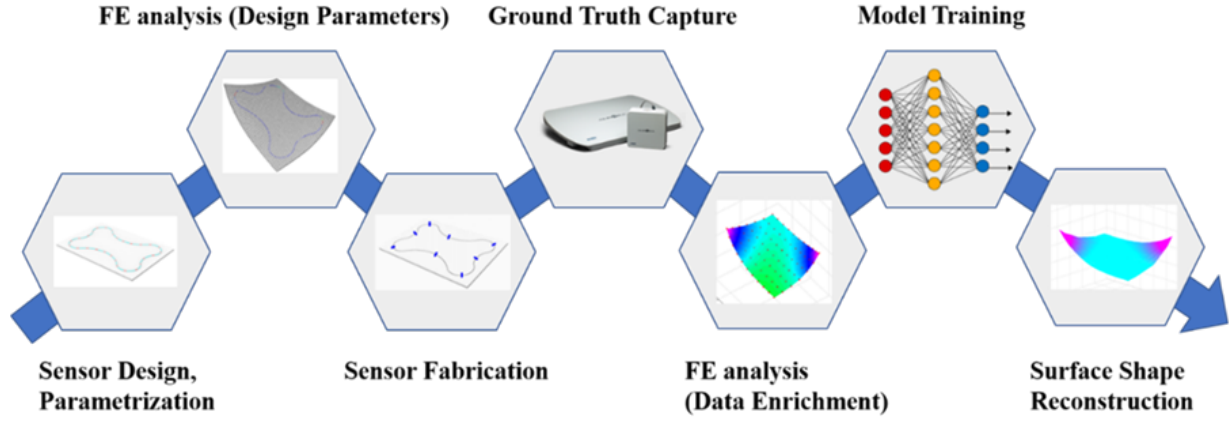 FE analysis (Design Parameters)
Ground Truth Capture
Model Training
Sensor Design,
Parametrization
Sensor Fabrication
FE analysis
(Data Enrichment)
Surface Shape
Reconstruction